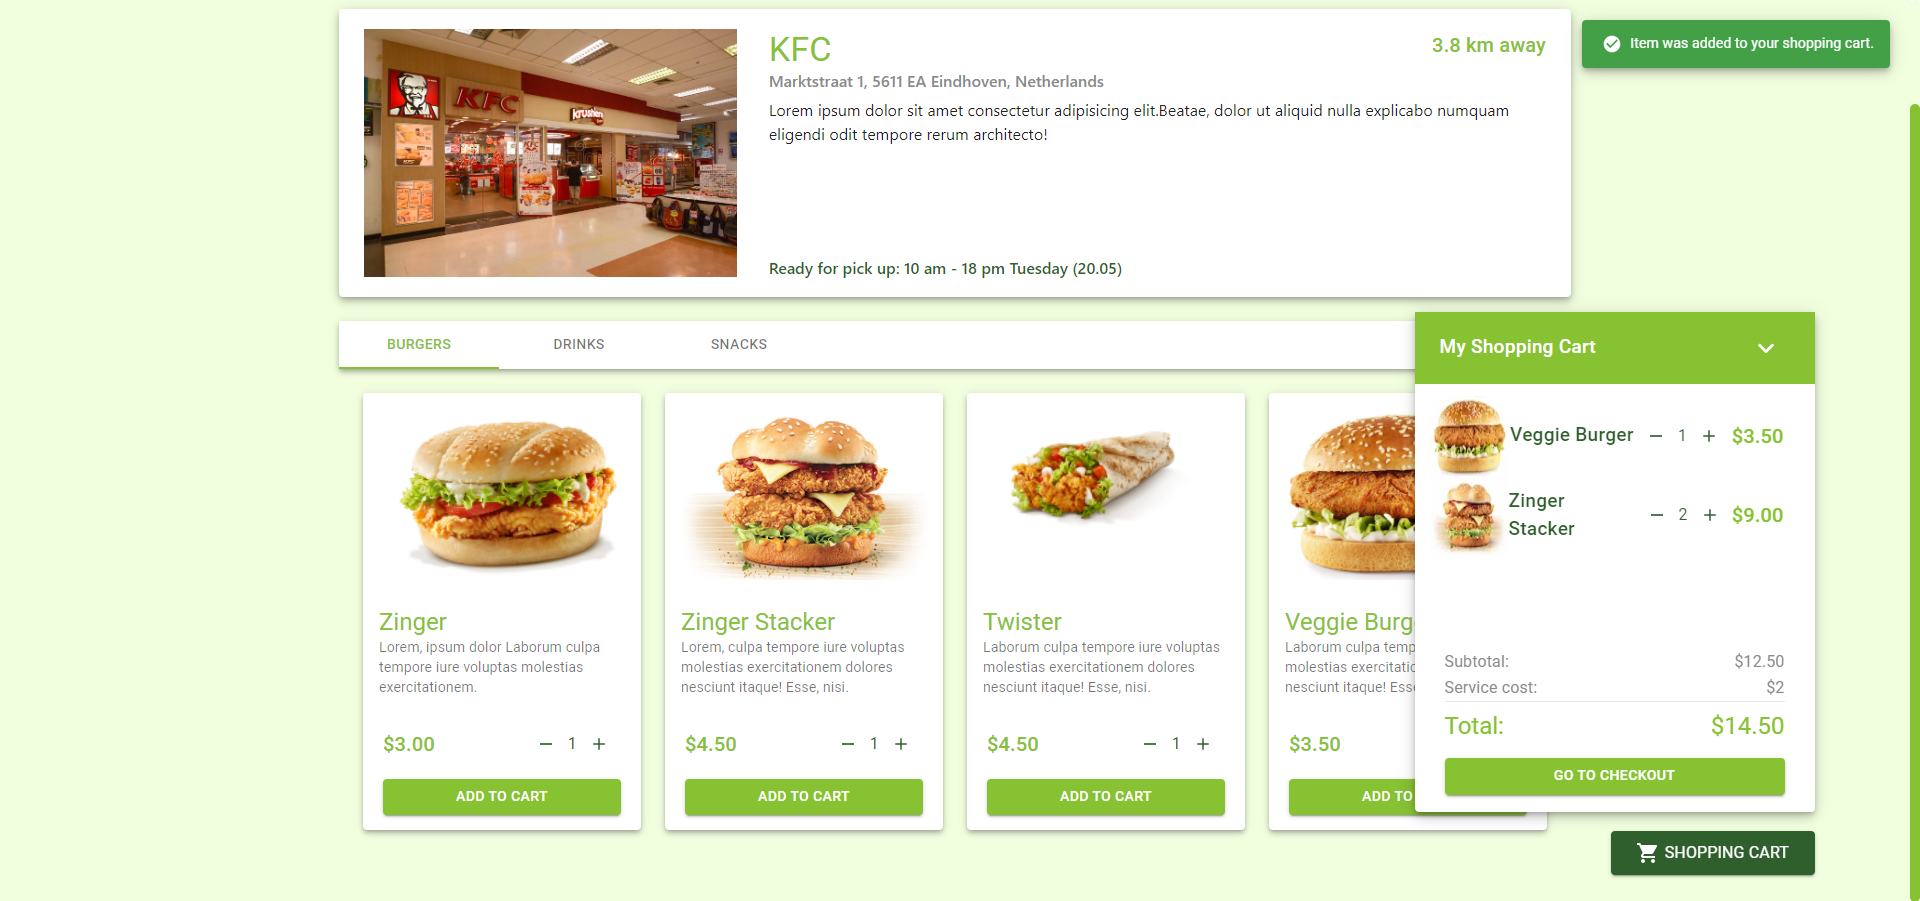 KFC
krushers
KFC
3.8 km away
Marktstraat 1, 5611 EA Eindhoven, Netherlands
Lorem ipsum dolor sit amet consectetur adipisicing elit.Beatae, dolor ut aliquid nulla explicabo numquam
eligendi odit tempore rerum architecto!
Ready for pick up: 10 am - 18 pm Tuesday (20.05)
Item was added to your shopping cart.
BURGERS
DRINKS
SNACKS
Zinger
Lorem, ipsum dolor Laborum culpa
tempore iure voluptas molestias
exercitationem.
$3.00
1
ADD TO CART
Zinger Stacker
Lorem, culpa tempore iure voluptas
molestias exercitationem dolores
nesciunt itaque! Esse, nisi.
$4.50
1
ADD TO CART
Twister
Laborum culpa tempore iure voluptas
molestias exercitationem dolores
nesciunt itaque! Esse, nisi.
$4.50
1
ADD TO CART
Veggie Burg
Laborum culpa temp
molestias exercitatio
nesciunt itaque! Ess
$3.50
ADD TO
My Shopping Cart
Veggie Burger
− 1 +
$3.50
Zinger
Stacker
− 2 +
$9.00
Subtotal: $12.50
Service cost: $2
Total: $14.50
GO TO CHECKOUT
SHOPPING CART